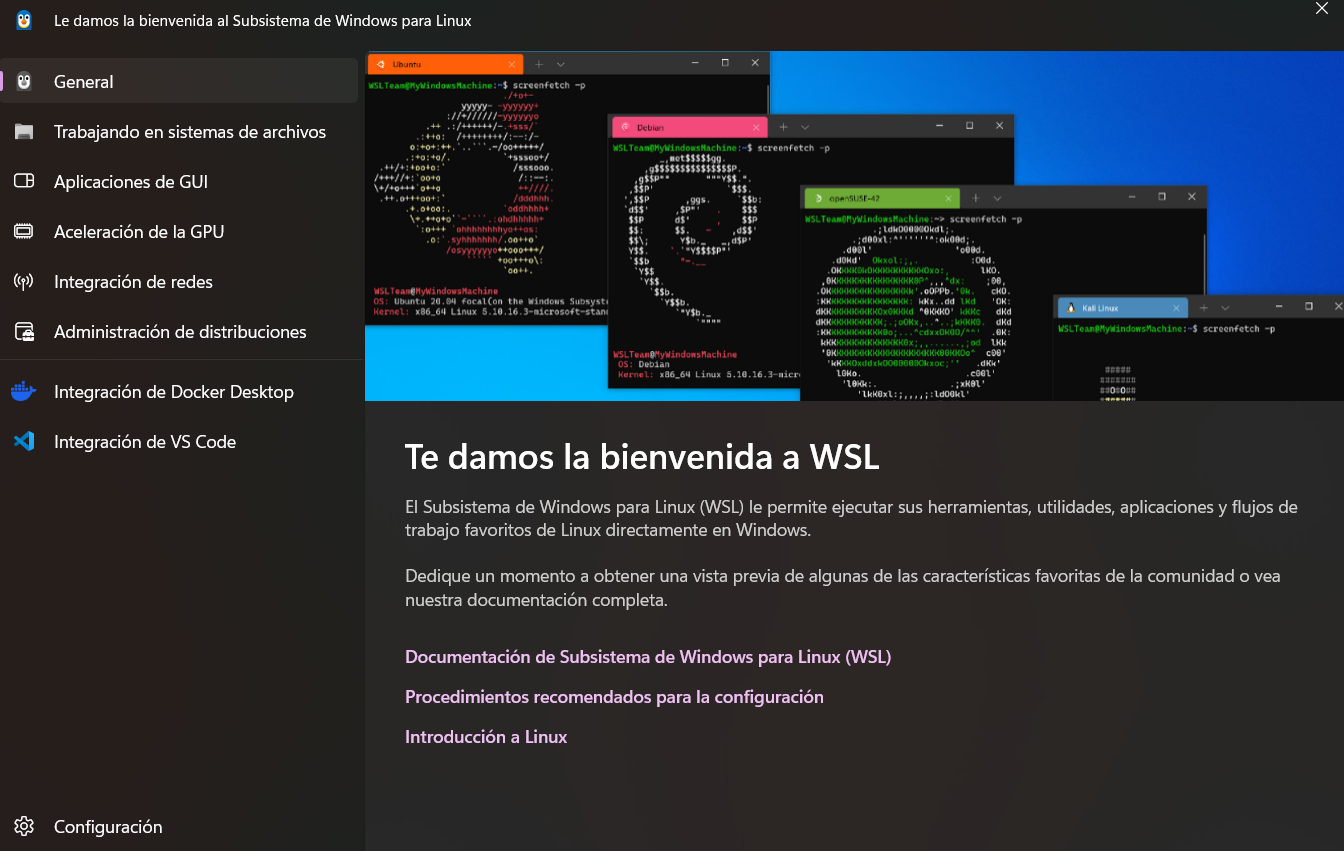 Le damos la bienvenida al Subsistema de Windows para Linux
General
Trabajando en sistemas de archivos
Aplicaciones de GUI
Aceleración de la GPU
Integración de redes
Administración de distribuciones
Integración de Docker Desktop
Integración de VS Code
Configuración
Ubuntu
WSLTeam@MyWindowsMachine:~$ screenfetch -p
WSLTeam@MyWindowsMachine
OS: Ubuntu 20.04 focal(on the Windows Subsyst
Kernel: x86_64 Linux 5.10.16.3-microsoft-stan
Debian
WSLTeam@MyWindowsMachine:~$ screenfetch -p
WSLTeam@MyWindowsMachine
OS: Debian
Kernel: x86_64 Linux 5.10.16.3-micr
openSUSE-42
WSLTeam@MyWindowsMachine:~> screenfetch -p
Kali Linux
WSLTeam@MyWindowsMachine:~$ screenfetch -p
Te damos la bienvenida a WSL
El Subsistema de Windows para Linux (WSL) le permite ejecutar sus herramientas, utilidades, aplicaciones y flujos de
trabajo favoritos de Linux directamente en Windows.
Dedique un momento a obtener una vista previa de algunas de las características favoritas de la comunidad o vea
nuestra documentación completa.
Documentación de Subsistema de Windows para Linux (WSL)
Procedimientos recomendados para la configuración
Introducción a Linux